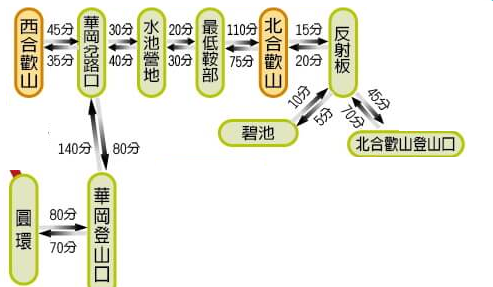 西合歡山
45分
35分
華岡岔路口
30分
40分
水池營地
20分
30分
最低鞍部
110分
75分
北合歡山
15分
20分
反射板
10分
5分
碧池
45分
70分
北合歡山登山口
140分
80分
圓環
80分
70分
華岡登山口